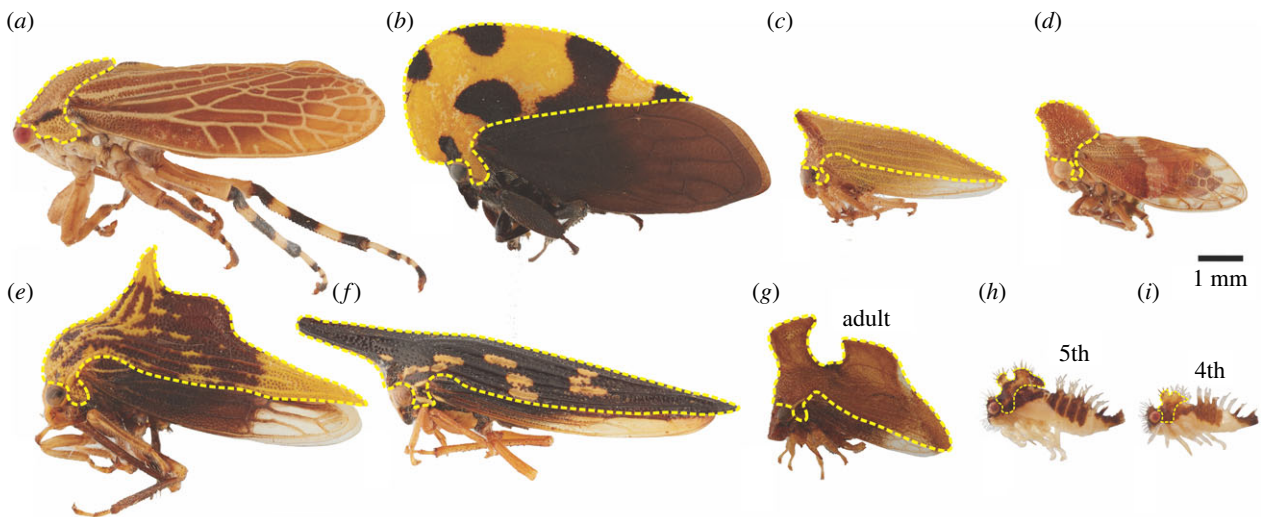 (a)
(b)
(c)
(d)
1 mm
(e)
(f)
(g)
adult
(h)
5th
(i)
4th